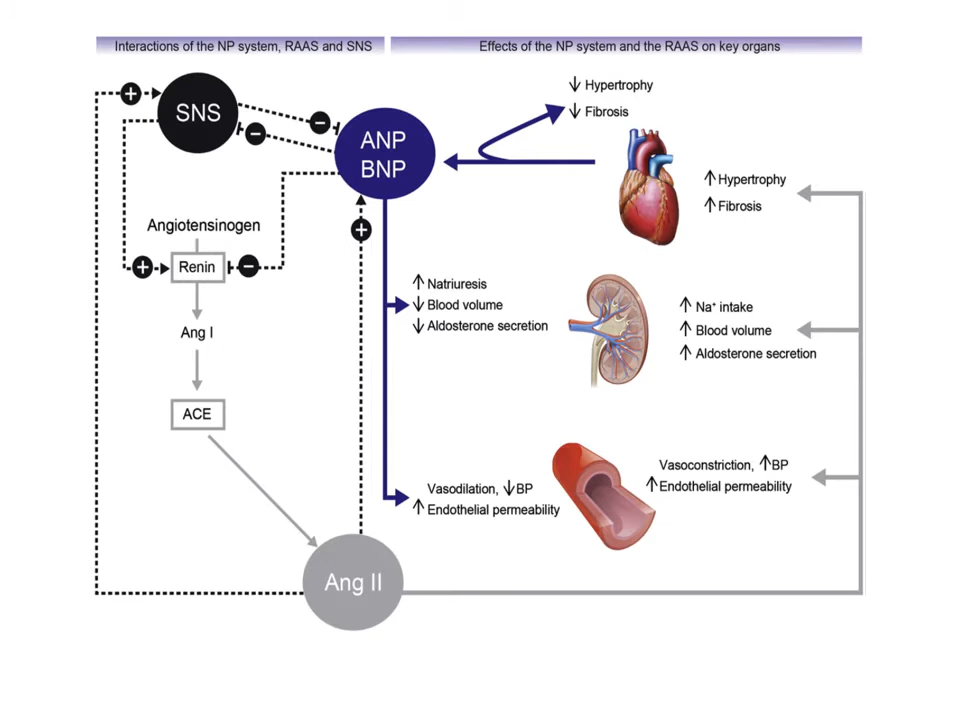 Interactions of the NP system, RAAS and SNS
Effects of the NP system and the RAAS on key organs
+
SNS
−
−
ANP
BNP
↓ Hypertrophy
↓ Fibrosis
↑ Hypertrophy
↑ Fibrosis
Angiotensinogen
+
+
Renin
−
Ang I
ACE
↑ Natriuresis
↓ Blood volume
↓ Aldosterone secretion
↑ Na⁺ intake
↑ Blood volume
↑ Aldosterone secretion
Vasodilation, ↓BP
↑ Endothelial permeability
Vasoconstriction, ↑BP
↑ Endothelial permeability
Ang II